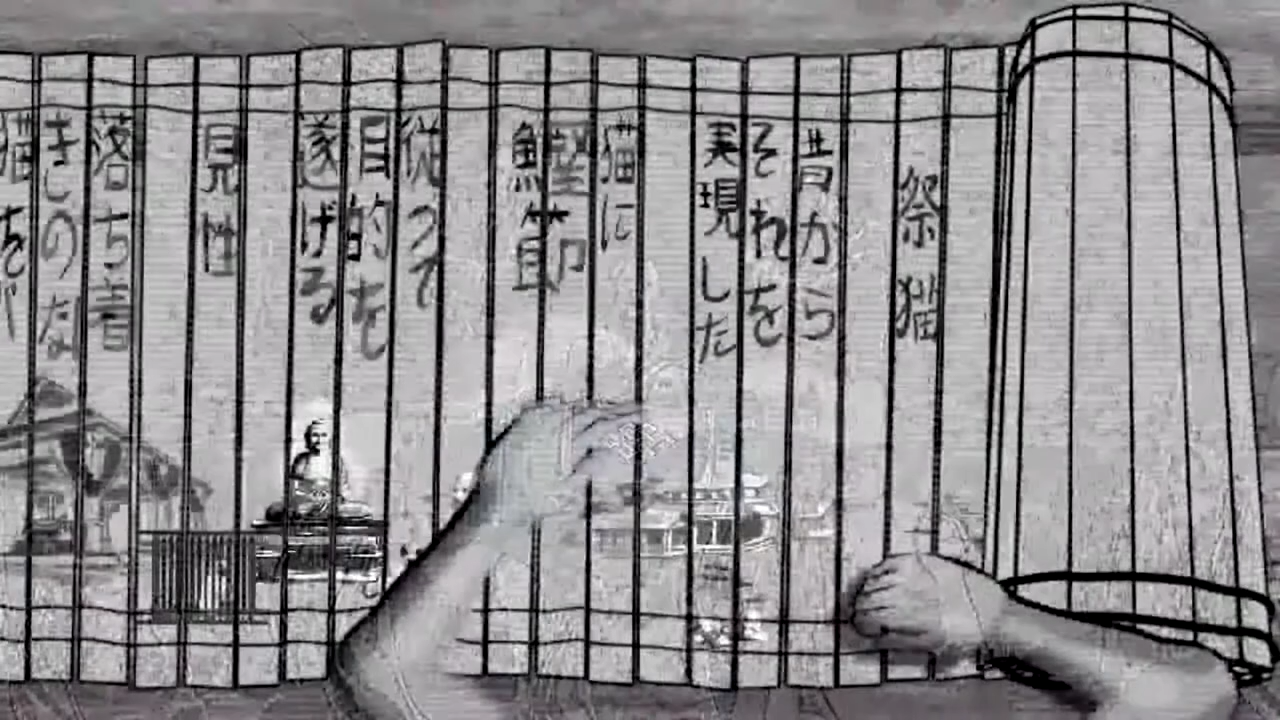 祭猫
昔から
それを
実現した
猫に
鰹節
従って
目的を
遂げる
見性
落ち着
きのな